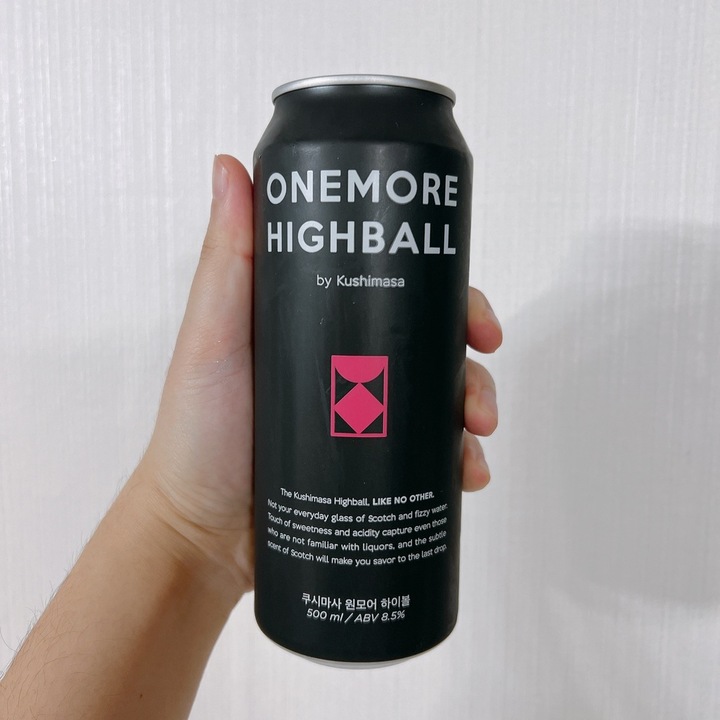 ONEMORE
HIGHBALL
by Kushimasa
The Kushimasa Highball, LIKE NO OTHER.
Not your everyday glass of Scotch and fizzy water.
Touch of sweetness and acidity capture even those
who are not familiar with liquors, and the subtle
scent of Scotch will make you savor to the last drop.
쿠시마사 원모어 하이볼
500 ml / ABV 8.5%